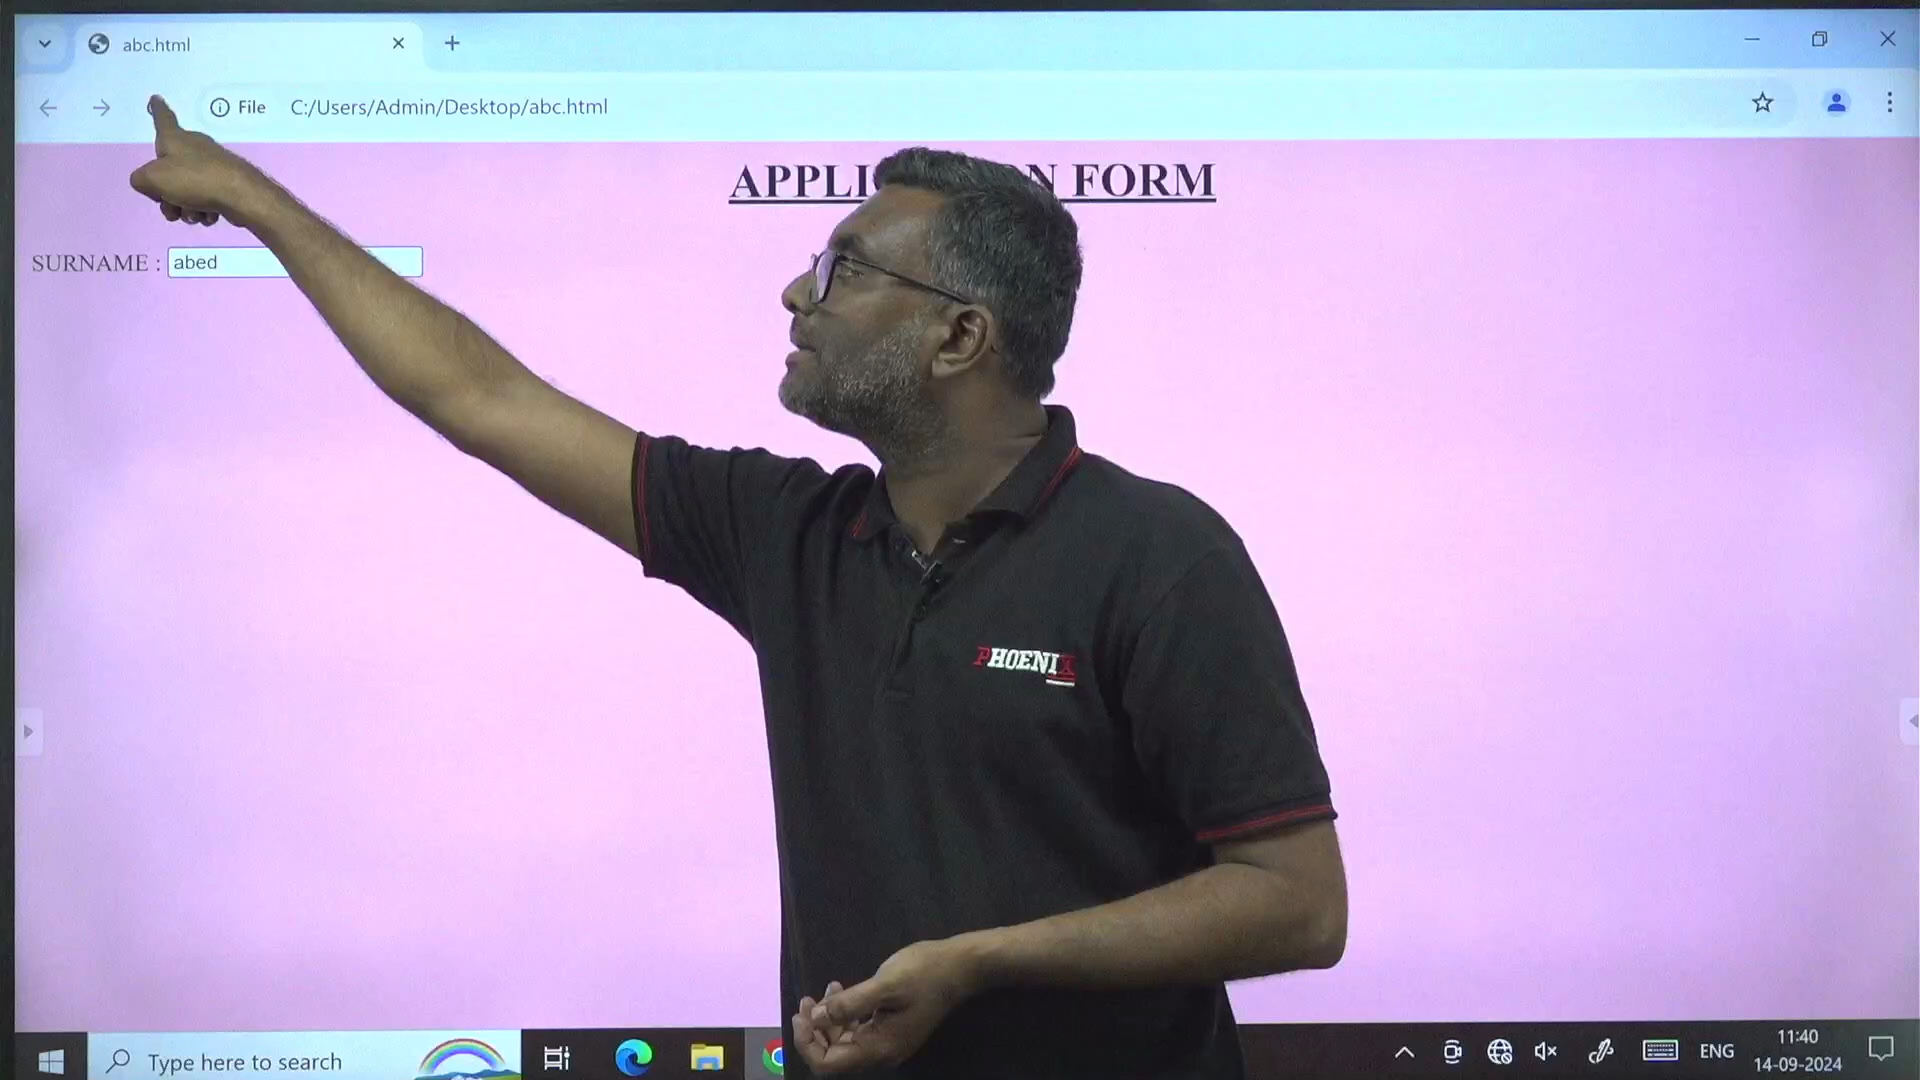 abc.html
File C:/Users/Admin/Desktop/abc.html
FORM
SURNAME : abed
PHOENIX
Type here to search
ENG
11:40
14-09-2024